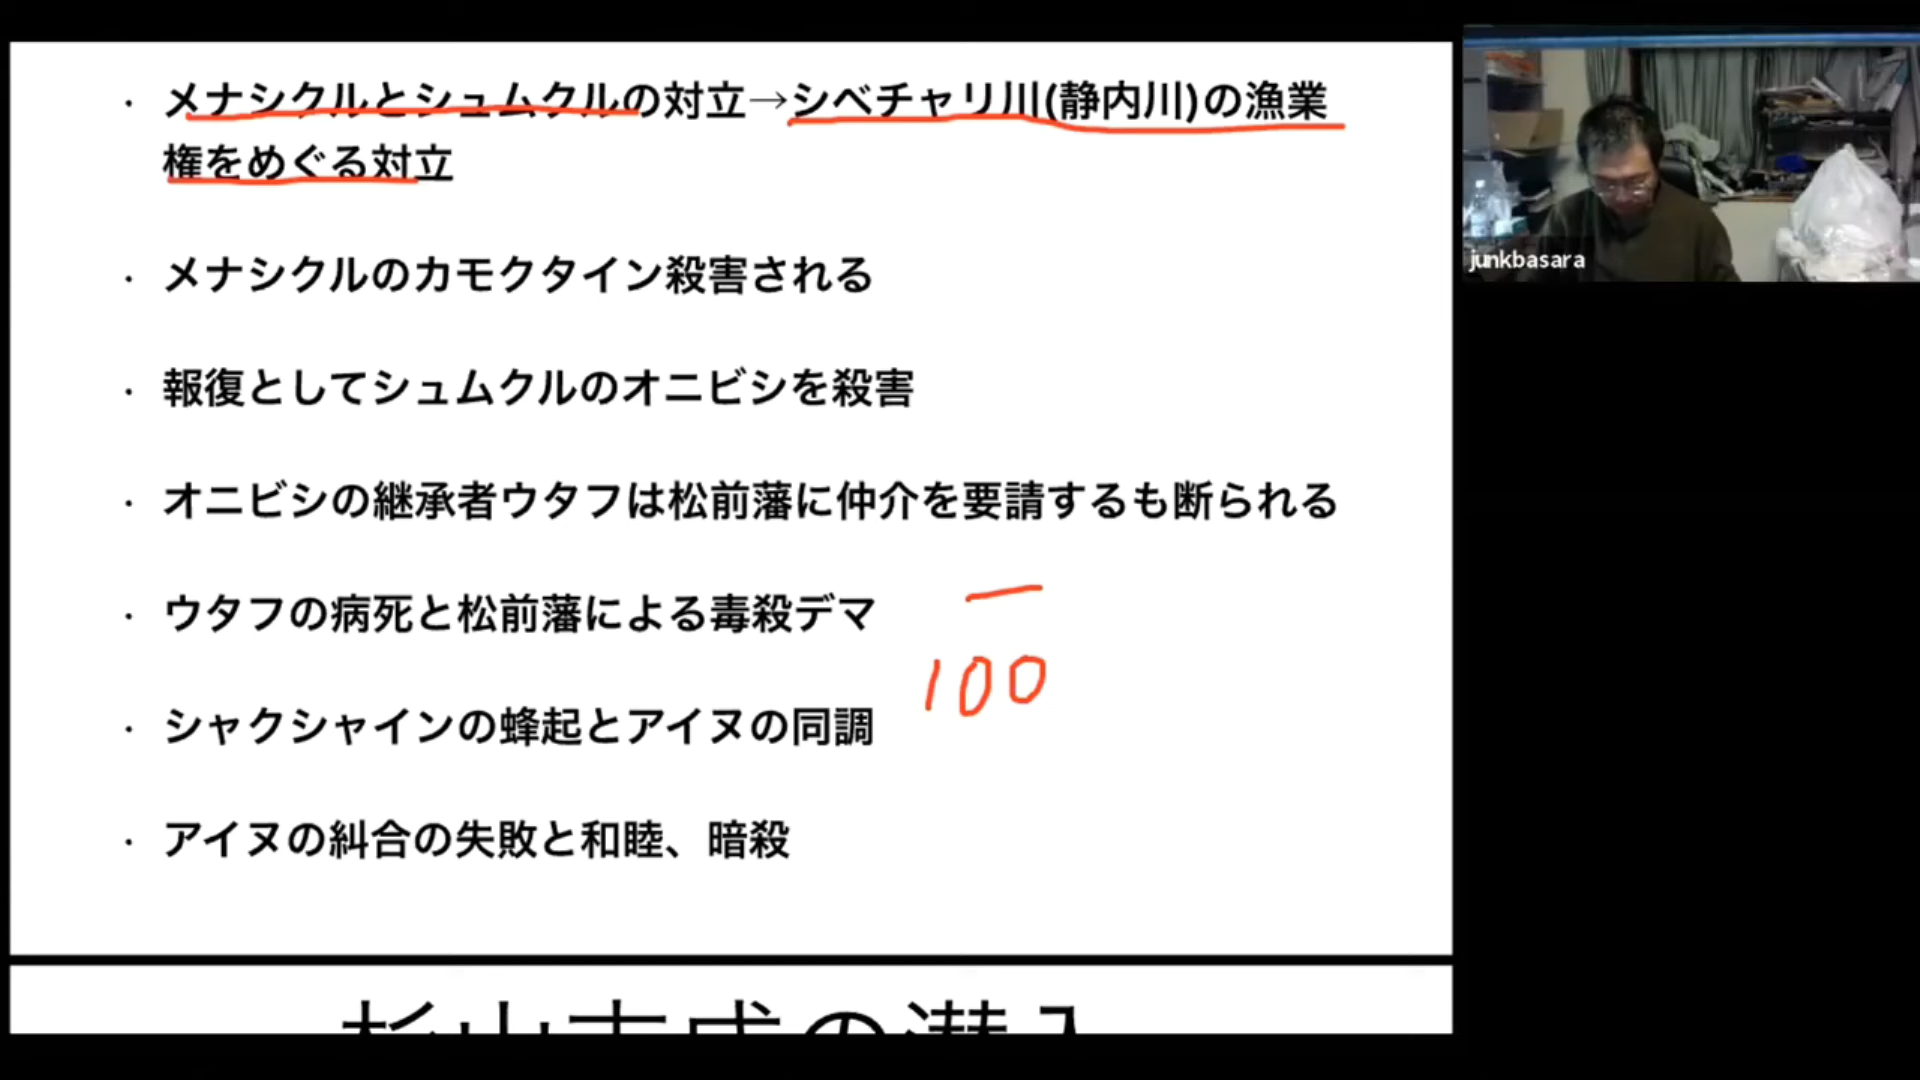 ・メナシクルとシュムクルの対立→シベチャリ川(静内川)の漁業
権をめぐる対立
・メナシクルのカモクタイン殺害される
・報復としてシュムクルのオニビシを殺害
・オニビシの継承者ウタフは松前藩に仲介を要請するも断られる
・ウタフの病死と松前藩による毒殺デマ
100
・シャクシャインの蜂起とアイヌの同調
・アイヌの糾合の失敗と和睦、暗殺
junkbasara